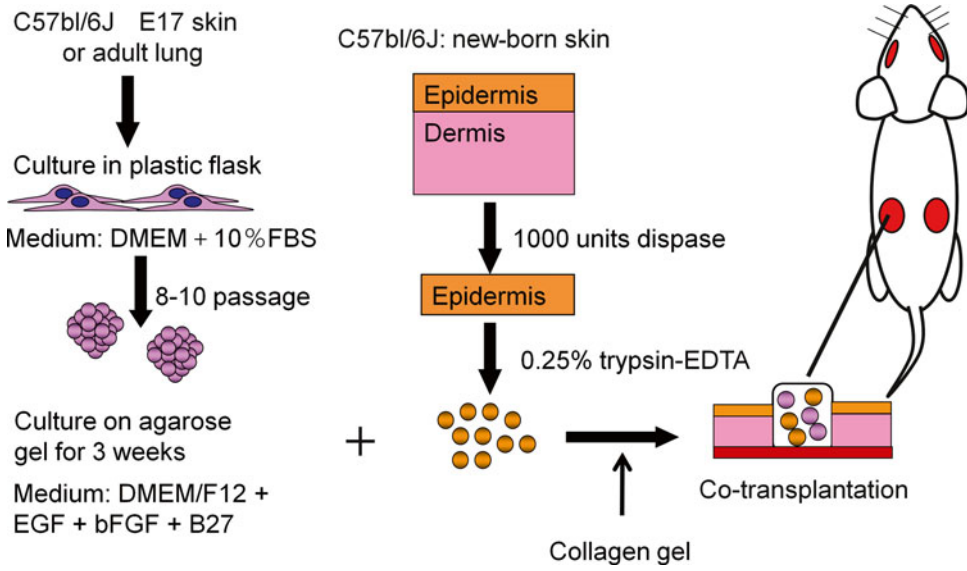 C57bl/6J E17 skin
or adult lung
Culture in plastic flask
Medium: DMEM + 10%FBS
8-10 passage
Culture on agarose
gel for 3 weeks
Medium: DMEM/F12 +
EGF + bFGF + B27
+
C57bl/6J: new-born skin
Epidermis
Dermis
1000 units dispase
Epidermis
0.25% trypsin-EDTA
Collagen gel
Co-transplantation